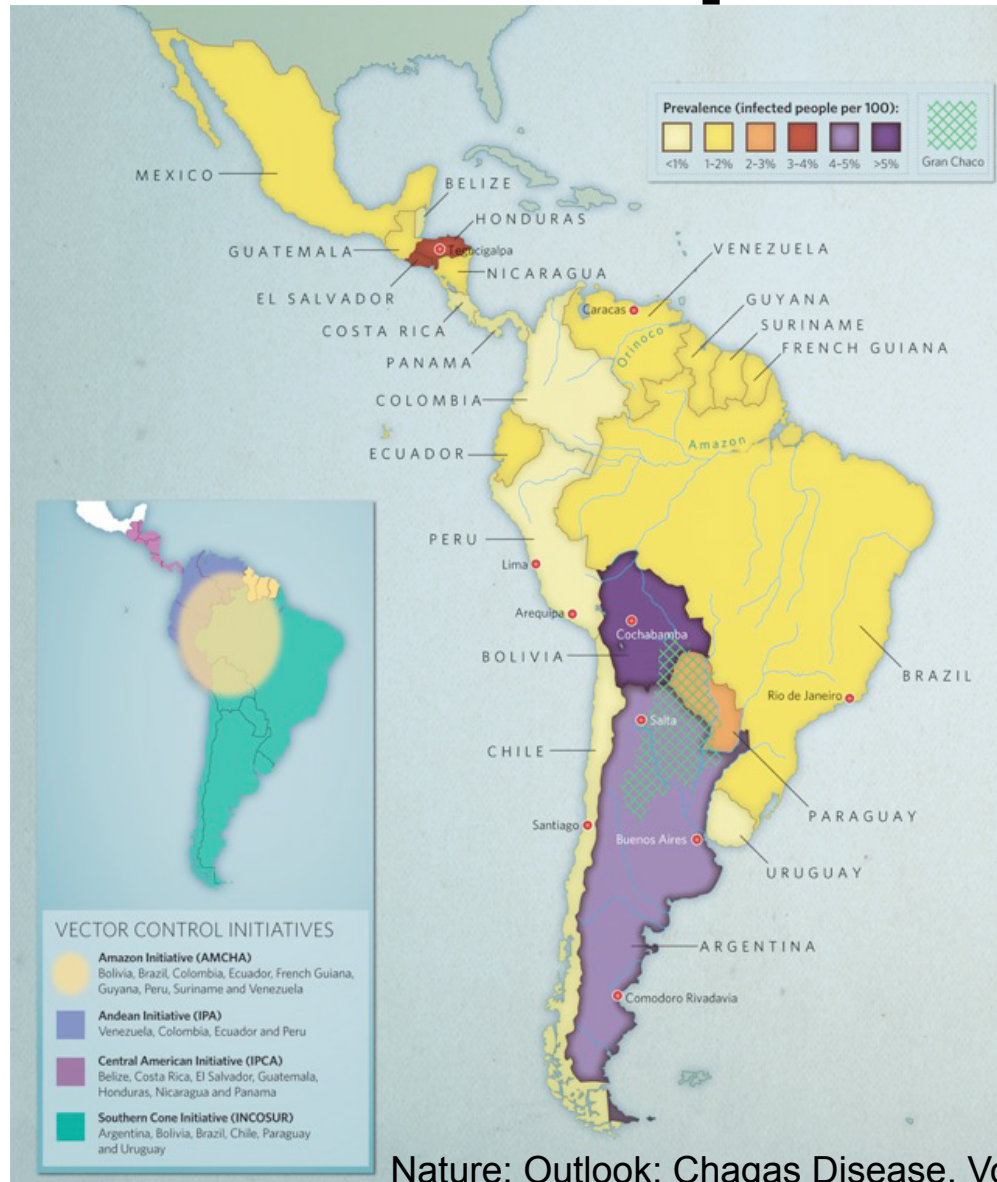 Prevalence (infected people per 100):
<1% 1-2% 2-3% 3-4% 4-5% >5%
Gran Chaco
MEXICO
BELIZE
HONDURAS
GUATEMALA
Tegucigalpa
NICARAGUA
EL SALVADOR
COSTA RICA
PANAMA
VENEZUELA
Caracas
GUYANA
Orinoco
SURINAME
FRENCH GUIANA
COLOMBIA
ECUADOR
Amazon
PERU
Lima
Arequipa
Cochabamba
BOLIVIA
BRAZIL
Rio de Janeiro
Salta
CHILE
PARAGUAY
Santiago
Buenos Aires
URUGUAY
ARGENTINA
Comodoro Rivadavia
VECTOR CONTROL INITIATIVES
Amazon Initiative (AMCHA)
Bolivia, Brazil, Colombia, Ecuador, French Guiana,
Guyana, Peru, Suriname and Venezuela
Andean Initiative (IPA)
Venezuela, Colombia, Ecuador and Peru
Central American Initiative (IPCA)
Belize, Costa Rica, El Salvador, Guatemala,
Honduras, Nicaragua and Panama
Southern Cone Initiative (INCOSUR)
Argentina, Bolivia, Brazil, Chile, Paraguay
and Uruguay
Nature: Outlook: Chagas Disease, Vo